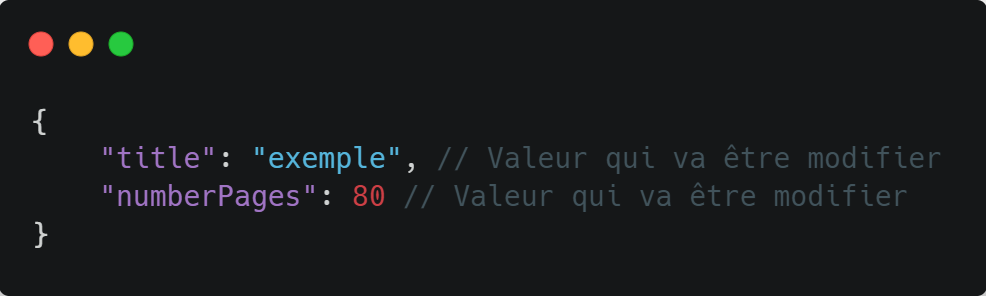 {
"title": "exemple", // Valeur qui va être modifier
"numberPages": 80 // Valeur qui va être modifier
}